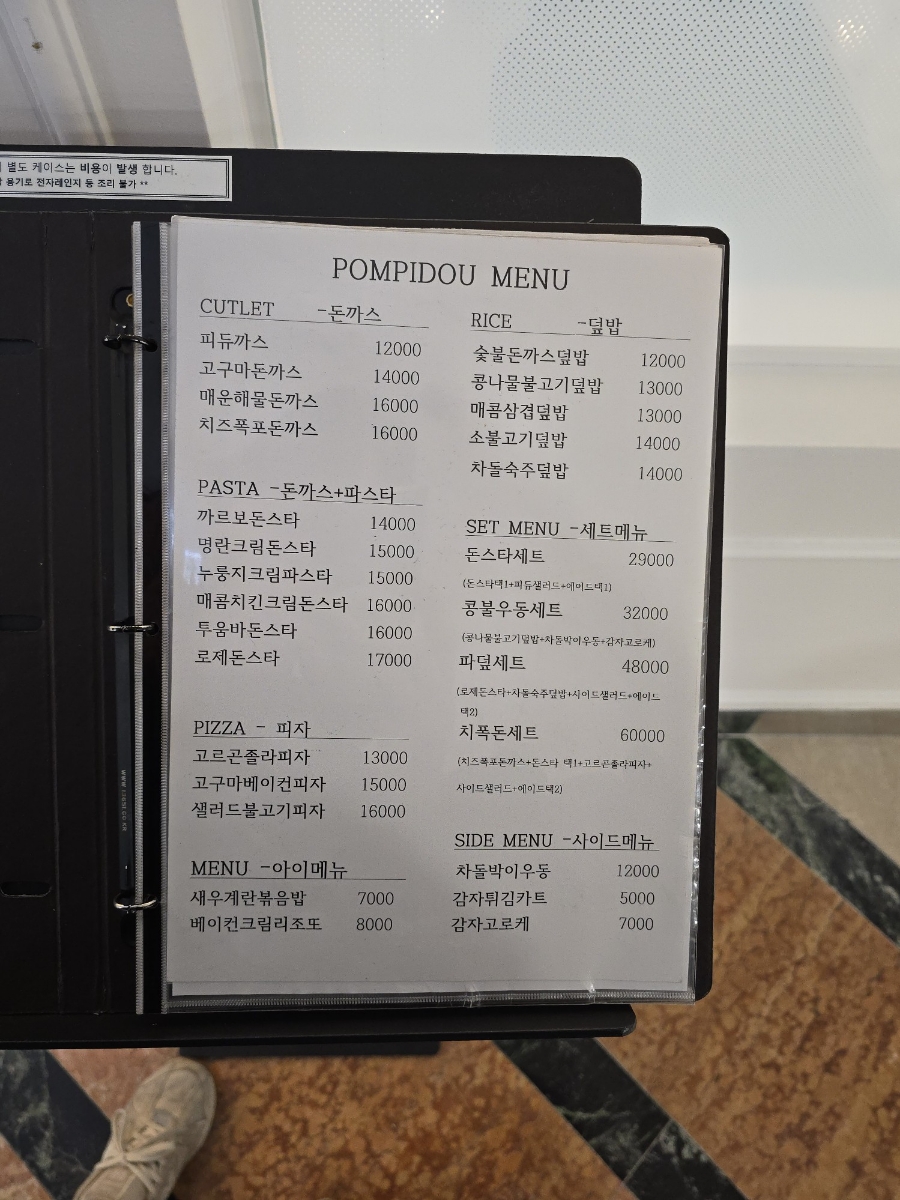 별도 케이스는 비용이 발생 합니다.
용기로 전자레인지 등 조리 불가 **
POMPIDOU MENU
CUTLET -돈까스
피듀까스 12000
고구마돈까스 14000
매운해물돈까스 16000
치즈폭포돈까스 16000
PASTA -돈까스+파스타
까르보돈스타 14000
명란크림돈스타 15000
누룽지크림파스타 15000
매콤치킨크림돈스타 16000
투움바돈스타 16000
로제돈스타 17000
PIZZA - 피자
고르곤졸라피자 13000
고구마베이컨피자 15000
샐러드불고기피자 16000
MENU -아이메뉴
새우계란볶음밥 7000
베이컨크림리조또 8000
RICE -덮밥
숯불돈까스덮밥 12000
콩나물불고기덮밥 13000
매콤삼겹덮밥 13000
소불고기덮밥 14000
차돌숙주덮밥 14000
SET MENU -세트메뉴
돈스타세트 29000
(돈스타택1+피듀샐러드+에이드택1)
콩불우동세트 32000
(콩나물불고기덮밥+차돌박이우동+감자고로케)
파덮세트 48000
(로제돈스타+차돌숙주덮밥+사이드샐러드+에이드
택2)
치폭돈세트 60000
(치즈폭포돈까스+돈스타 택1+고르곤졸라피자+
사이드샐러드+에이드택2)
SIDE MENU -사이드메뉴
차돌박이우동 12000
감자튀김카트 5000
감자고로케 7000